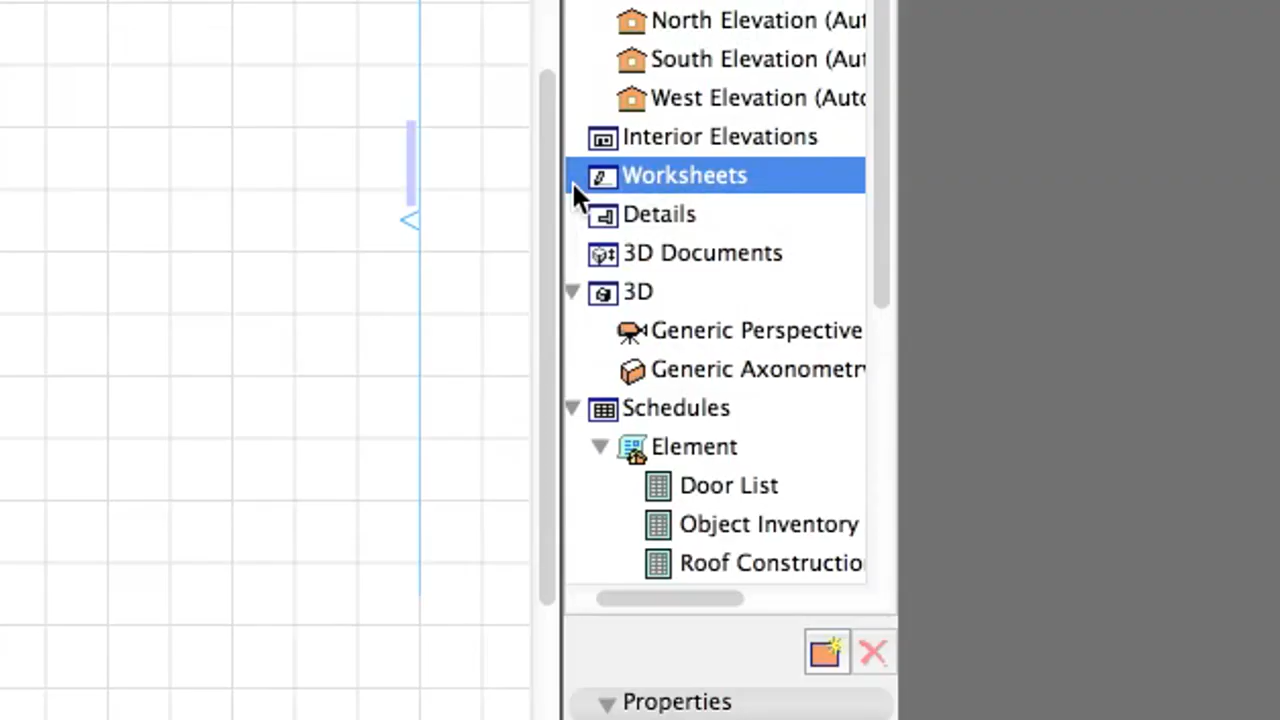 North Elevation (Aut
South Elevation (Aut
West Elevation (Auto
Interior Elevations
Worksheets
Details
3D Documents
3D
Generic Perspective
Generic Axonometr
Schedules
Element
Door List
Object Inventory
Roof Constructio
Properties